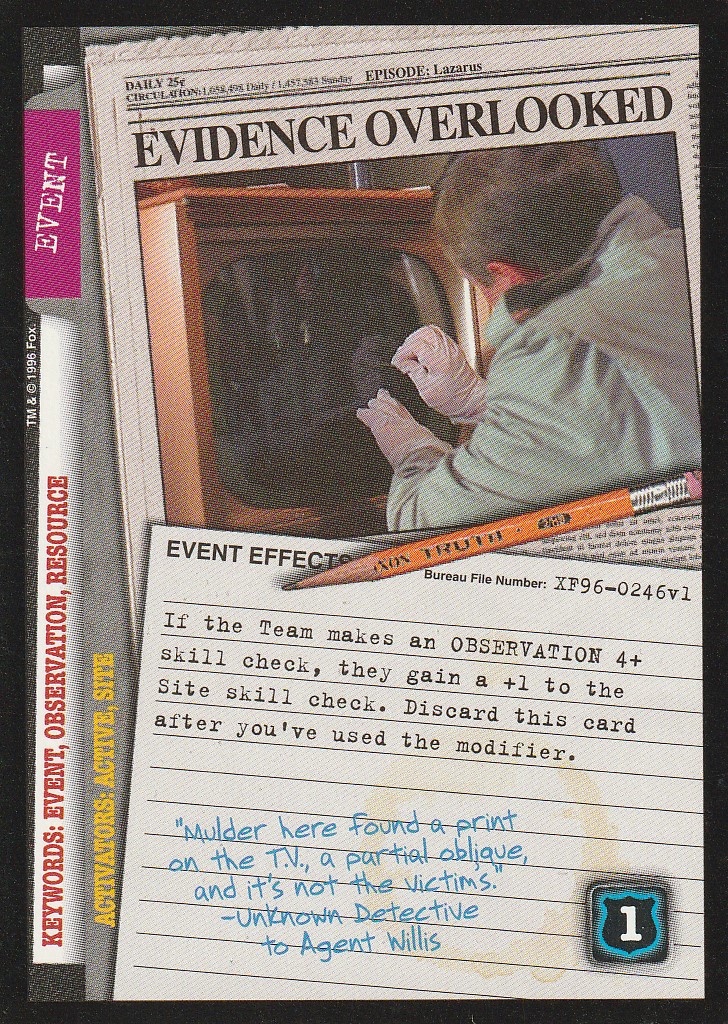 DAILY 25¢
CIRCULATION: 1,058,498 Daily / 1,457,583 Sunday
EPISODE: Lazarus
EVIDENCE OVERLOOKED
EVENT
TM & © 1996 Fox.
KEYWORDS: EVENT, OBSERVATION, RESOURCE
ACTIVATORS: ACTIVE, SITE
TRUTH
EVENT EFFECTS
Bureau File Number: XF96-0246v1
If the Team makes an OBSERVATION 4+
skill check, they gain a +1 to the
Site skill check. Discard this card
after you've used the modifier.
"Mulder here found a print
on the T.V., a partial oblique,
and it's not the victims."
-Unknown Detective
to Agent Willis
1